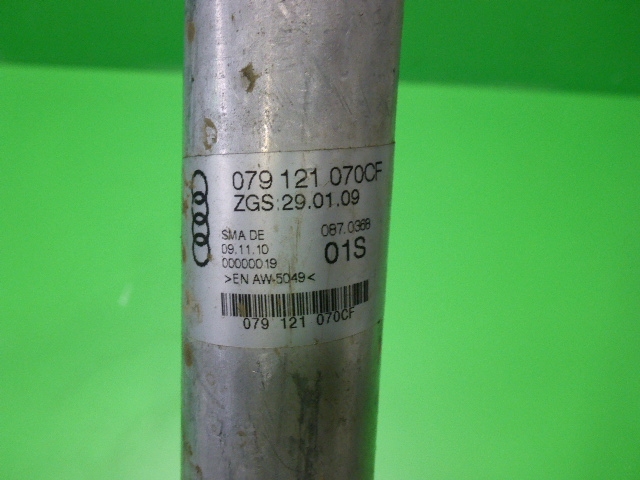 079 121 070CF
ZGS:29.01.09
SMA DE 087.0368
09.11.10 01S
00000019
>EN AW-5049<
079 121 070CF